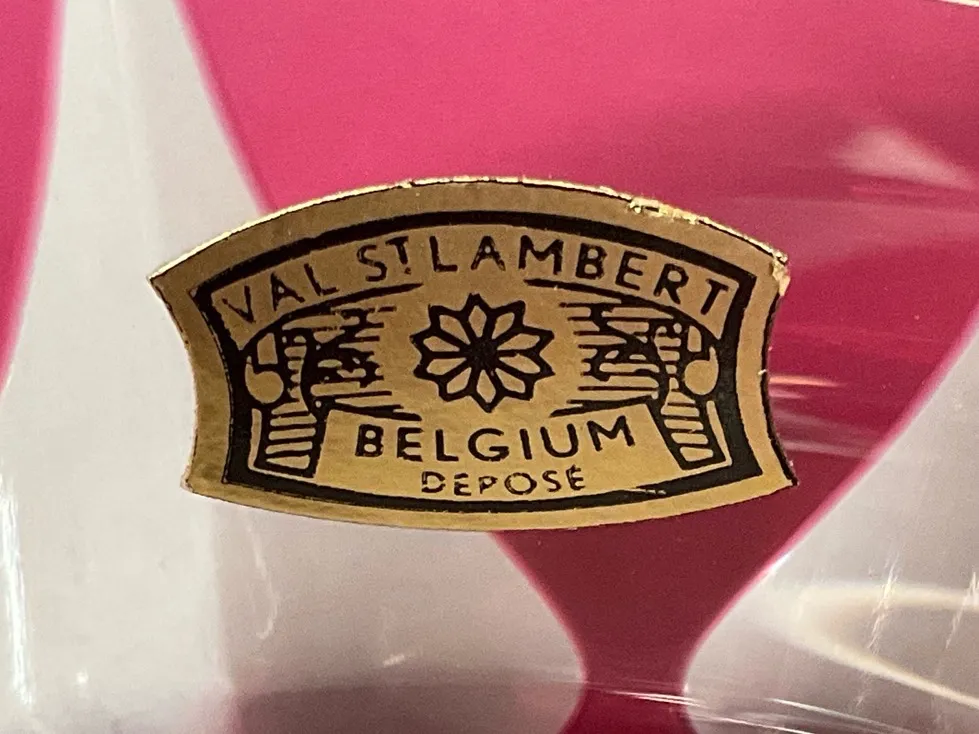 VAL ST LAMBERT
BELGIUM
DEPOSÉ